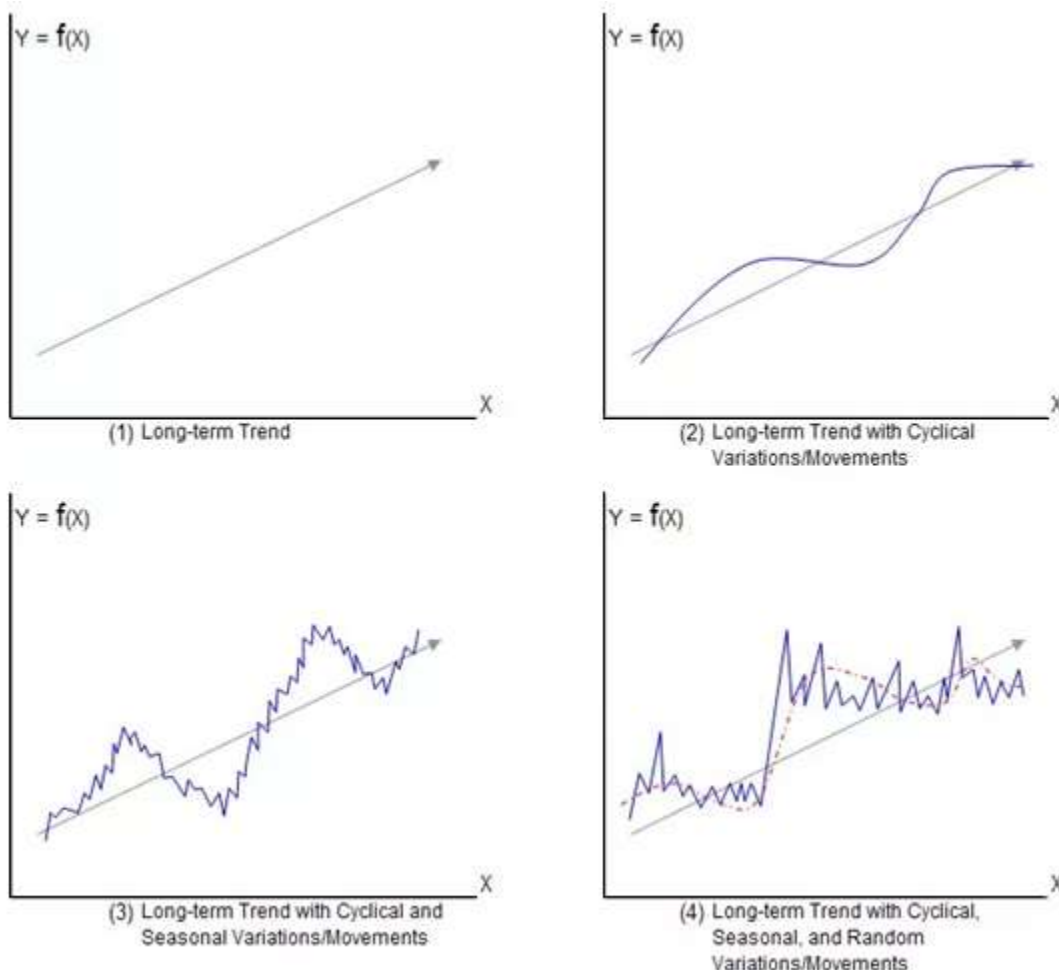 Y = f(X)
X
(1) Long-term Trend
Y = f(X)
X
(2) Long-term Trend with Cyclical
Variations/Movements
Y = f(X)
X
(3) Long-term Trend with Cyclical and
Seasonal Variations/Movements
Y = f(X)
X
(4) Long-term Trend with Cyclical,
Seasonal, and Random
Variations/Movements